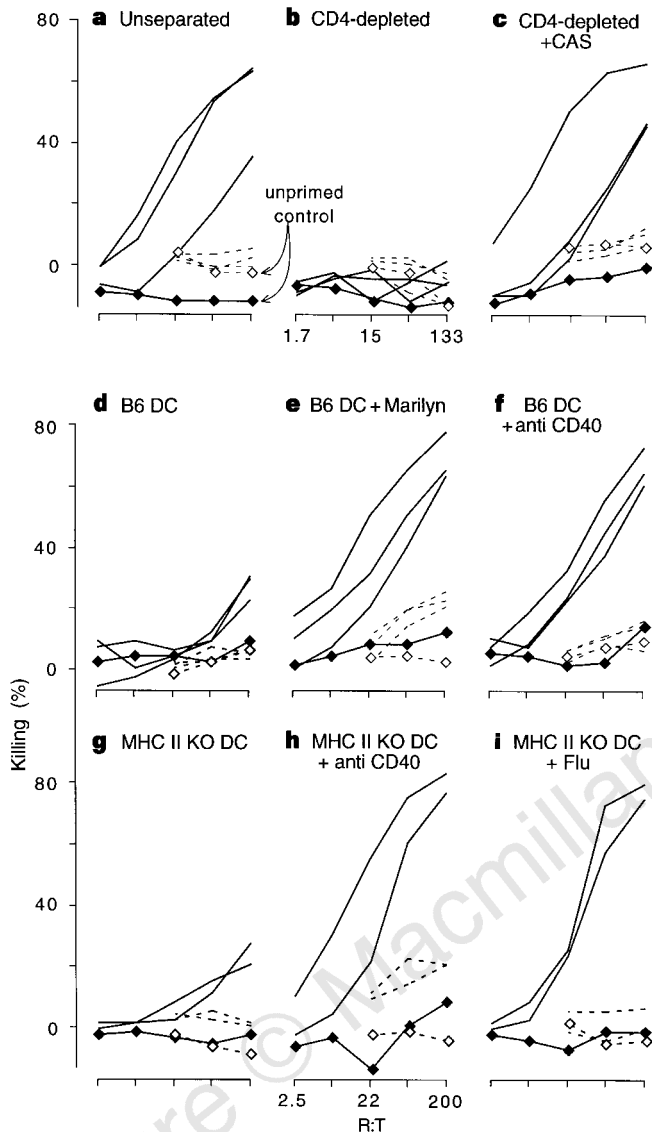 a Unseparated
b CD4-depleted
c CD4-depleted
+CAS
80
40
0
unprimed
control
1.7 15 133
d B6 DC
e B6 DC + Marilyn
f B6 DC
+ anti CD40
80
40
0
Killing (%)
g MHC II KO DC
h MHC II KO DC
+ anti CD40
i MHC II KO DC
+ Flu
80
40
0
2.5 22 200
R:T
re © Macmillan